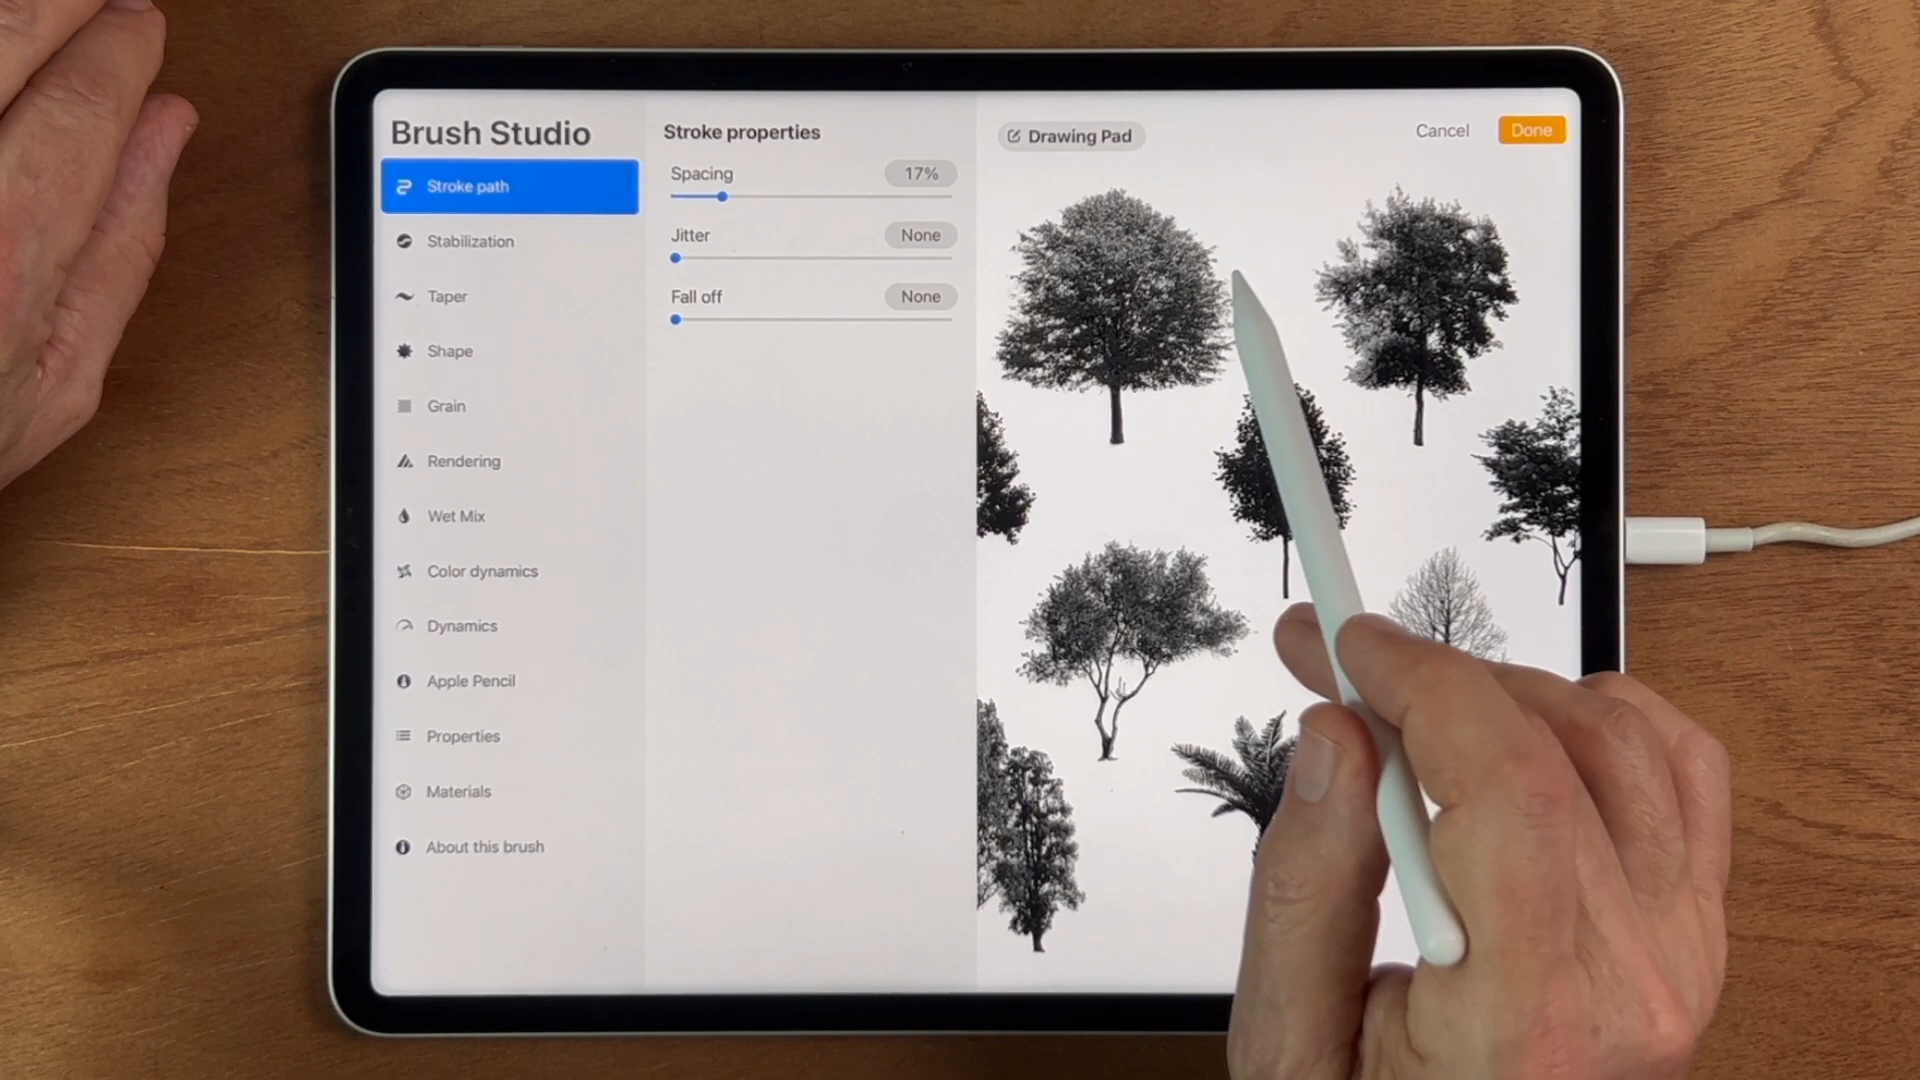 Brush Studio
Stroke path
Stabilization
Taper
Shape
Grain
Rendering
Wet Mix
Color dynamics
Dynamics
Apple Pencil
Properties
Materials
About this brush
Stroke properties
Spacing 17%
Jitter None
Fall off None
Drawing Pad
Cancel Done